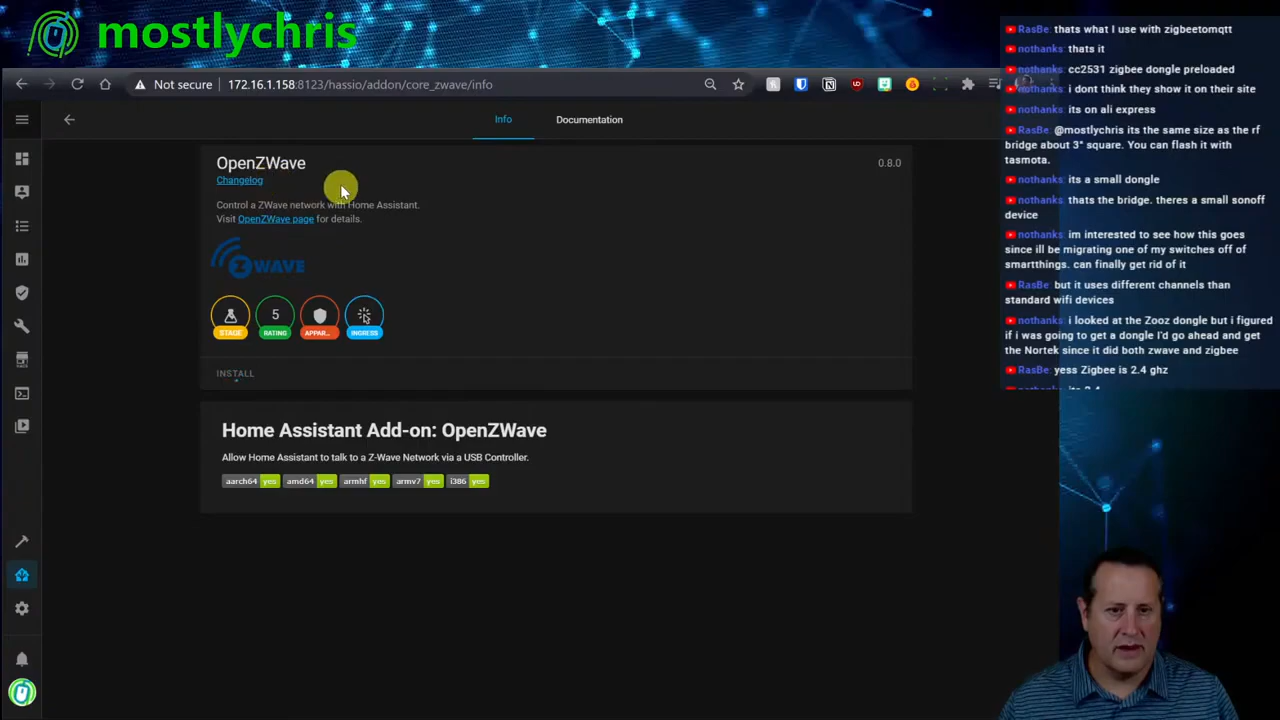 mostlychris
Not secure
172.16.1.158:8123/hassio/addon/core_zwave/info
Info
Documentation
OpenZWave
0.8.0
Changelog
Control a ZWave network with Home Assistant.
Visit OpenZWave page for details.
ZWAVE
5
STAGE
RATING
APPAR...
INGRESS
INSTALL
Home Assistant Add-on: OpenZWave
Allow Home Assistant to talk to a Z-Wave Network via a USB Controller.
aarch64 yes amd64 yes armhf yes armv7 yes i386 yes
RasBe: thats what I use with zigbeetomqtt
nothanks: thats it
nothanks: cc2531 zigbee dongle preloaded
nothanks: i dont think they show it on their site
nothanks: its on ali express
RasBe: @mostlychris its the same size as the rf
bridge about 3" square. You can flash it with
tasmota.
nothanks: its a small dongle
nothanks: thats the bridge. theres a small sonoff
device
nothanks: im interested to see how this goes
since ill be migrating one of my switches off of
smartthings. can finally get rid of it
RasBe: but it uses different channels than
standard wifi devices
nothanks: i looked at the Zooz dongle but i figured
if i was going to get a dongle I'd go ahead and get
the Nortek since it did both zwave and zigbee
RasBe: yess Zigbee is 2.4 ghz